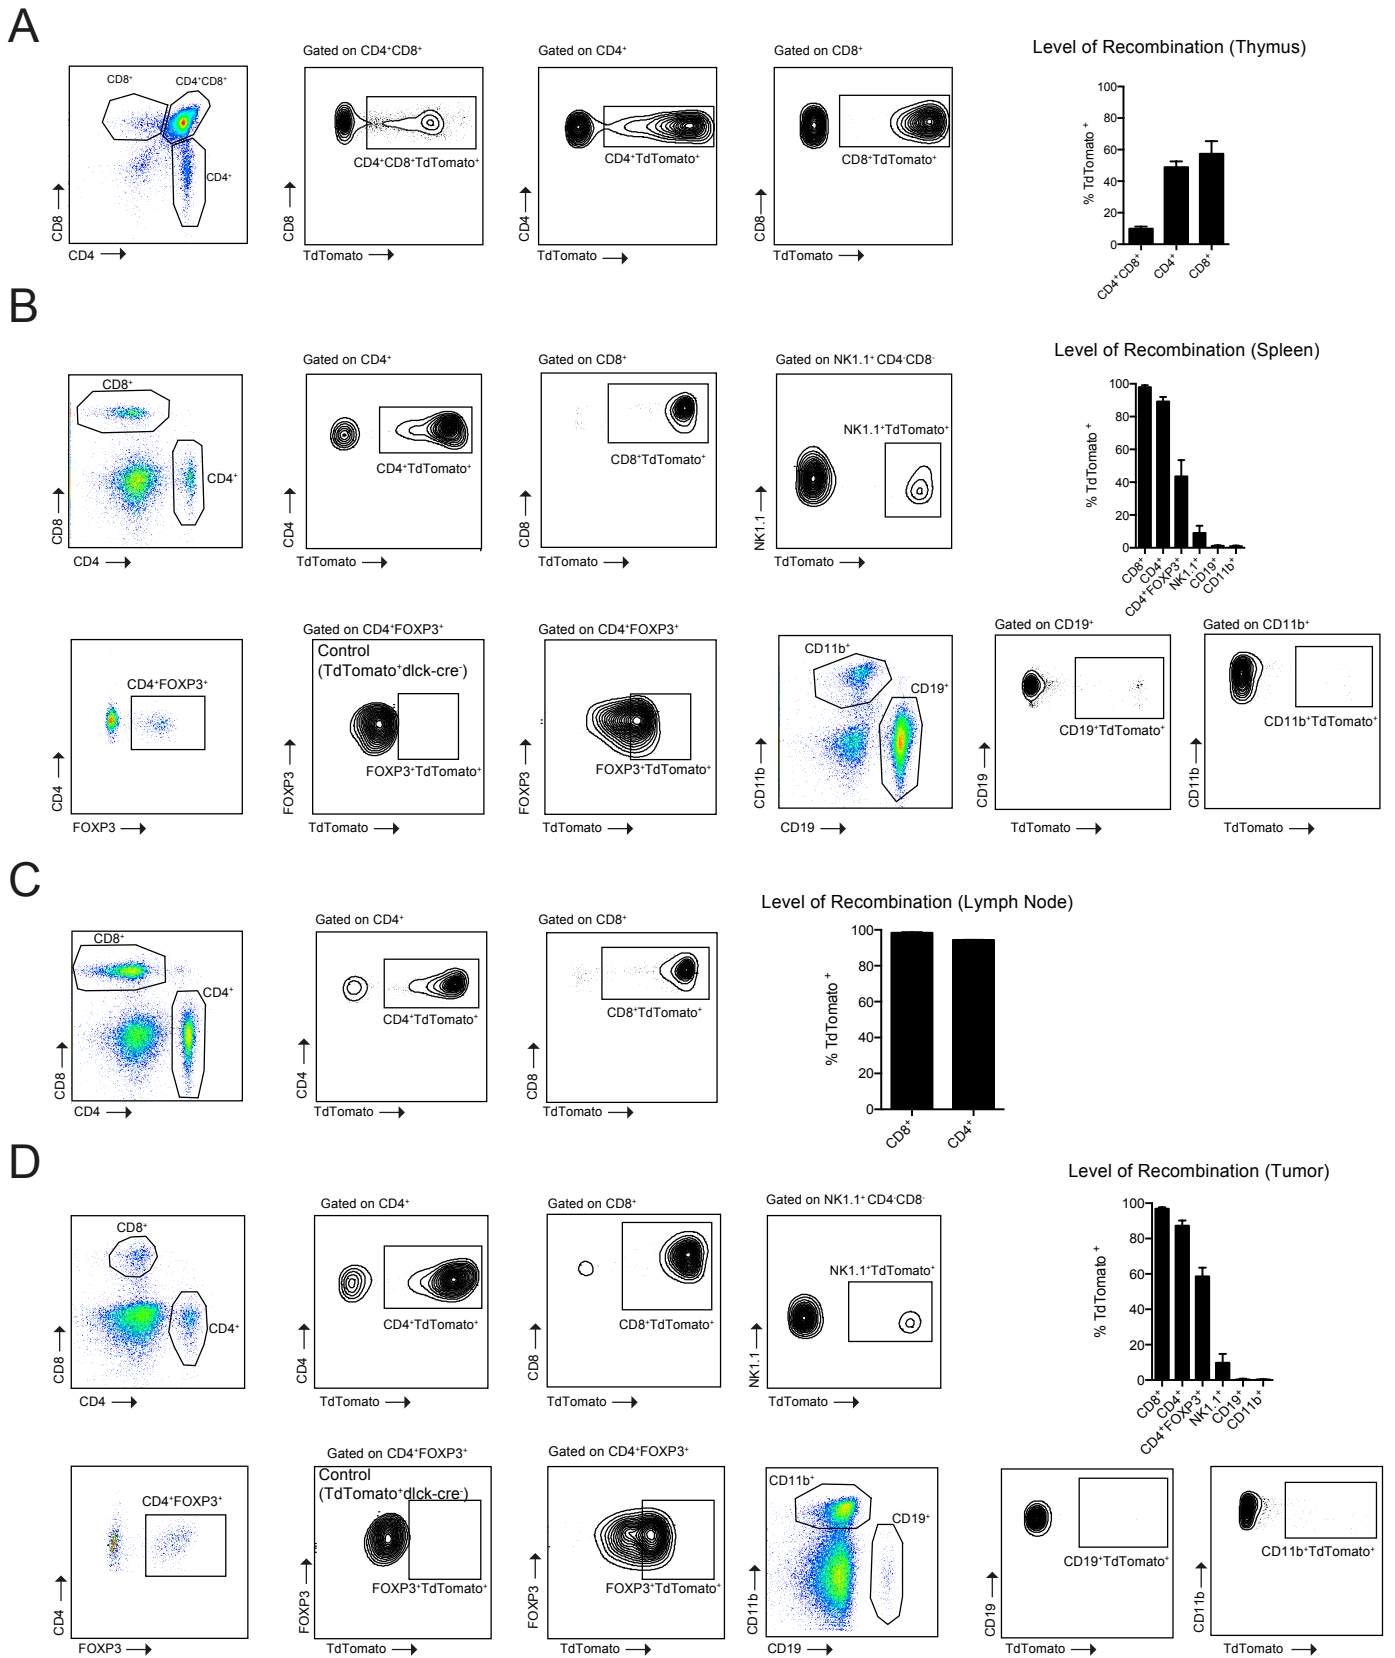 A
Gated on CD4⁺CD8⁺
Gated on CD4⁺
Gated on CD8⁺
Level of Recombination (Thymus)
CD8⁺
CD4⁺CD8⁺
CD4⁺
CD8
CD4
CD4⁺CD8⁺TdTomato⁺
CD8
TdTomato
CD4⁺TdTomato⁺
CD4
TdTomato
CD8⁺TdTomato⁺
CD8
TdTomato
% TdTomato ⁺
100
80
60
40
20
0
CD4⁺CD8⁺
CD4⁺
CD8⁺
B
Gated on CD4⁺
Gated on CD8⁺
Gated on NK1.1⁺ CD4⁻CD8⁻
Level of Recombination (Spleen)
CD8⁺
CD4⁺
CD8
CD4
CD4⁺TdTomato⁺
CD4
TdTomato
CD8⁺TdTomato⁺
CD8
TdTomato
NK1.1⁺TdTomato⁺
NK1.1
TdTomato
% TdTomato ⁺
100
80
60
40
20
0
CD8⁺
CD4⁺
CD4⁺FOXP3⁺
NK1.1⁺
CD19⁺
CD11b⁺
Gated on CD4⁺FOXP3⁺
Gated on CD4⁺FOXP3⁺
Gated on CD19⁺
Gated on CD11b⁺
CD4⁺FOXP3⁺
CD4
FOXP3
Control
(TdTomato⁺dlck-cre⁻)
FOXP3⁺TdTomato⁺
FOXP3
TdTomato
FOXP3⁺TdTomato⁺
FOXP3
TdTomato
CD11b⁺
CD19⁺
CD11b
CD19
CD19⁺TdTomato⁺
CD19
TdTomato
CD11b⁺TdTomato⁺
CD11b
TdTomato
C
Level of Recombination (Lymph Node)
Gated on CD4⁺
Gated on CD8⁺
CD8⁺
CD4⁺
CD8
CD4
CD4⁺TdTomato⁺
CD4
TdTomato
CD8⁺TdTomato⁺
CD8
TdTomato
% TdTomato ⁺
100
80
60
40
20
0
CD8⁺
CD4⁺
D
Level of Recombination (Tumor)
Gated on CD4⁺
Gated on CD8⁺
Gated on NK1.1⁺ CD4⁻CD8⁻
CD8⁺
CD4⁺
CD8
CD4
CD4⁺TdTomato⁺
CD4
TdTomato
CD8⁺TdTomato⁺
CD8
TdTomato
NK1.1⁺TdTomato⁺
NK1.1
TdTomato
% TdTomato ⁺
100
80
60
40
20
0
CD8⁺
CD4⁺
CD4⁺FOXP3⁺
NK1.1⁺
CD19⁺
CD11b⁺
Gated on CD4⁺FOXP3⁺
Gated on CD4⁺FOXP3⁺
CD4⁺FOXP3⁺
CD4
FOXP3
Control
(TdTomato⁺dlck-cre⁻)
FOXP3⁺TdTomato⁺
FOXP3
TdTomato
FOXP3⁺TdTomato⁺
FOXP3
TdTomato
CD11b⁺
CD19⁺
CD11b
CD19
CD19⁺TdTomato⁺
CD19
TdTomato
CD11b⁺TdTomato⁺
CD11b
TdTomato